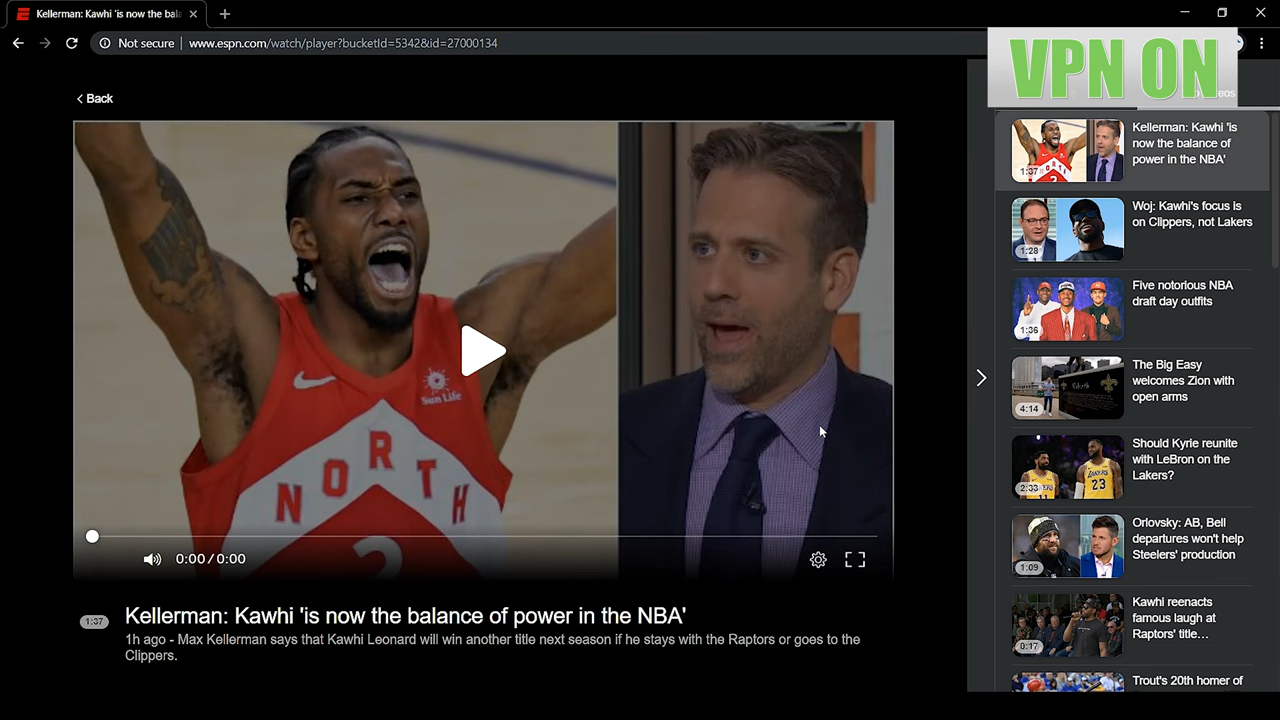 Kellerman: Kawhi 'is now the bala
Not secure
www.espn.com/watch/player?bucketId=5342&id=27000134
VPN ON
Back
Sun Life
NORTH
2
0:00 / 0:00
1:37
Kellerman: Kawhi 'is now the balance of power in the NBA'
1h ago - Max Kellerman says that Kawhi Leonard will win another title next season if he stays with the Raptors or goes to the
Clippers.
Kellerman: Kawhi 'is
now the balance of
power in the NBA'
1:37
Woj: Kawhi's focus is
on Clippers, not Lakers
1:28
Five notorious NBA
draft day outfits
1:36
The Big Easy
welcomes Zion with
open arms
4:14
Should Kyrie reunite
with LeBron on the
Lakers?
2:33
LAKERS
23
Orlovsky: AB, Bell
departures won't help
Steelers' production
1:09
Kawhi reenacts
famous laugh at
Raptors' title...
0:17
Trout's 20th homer of